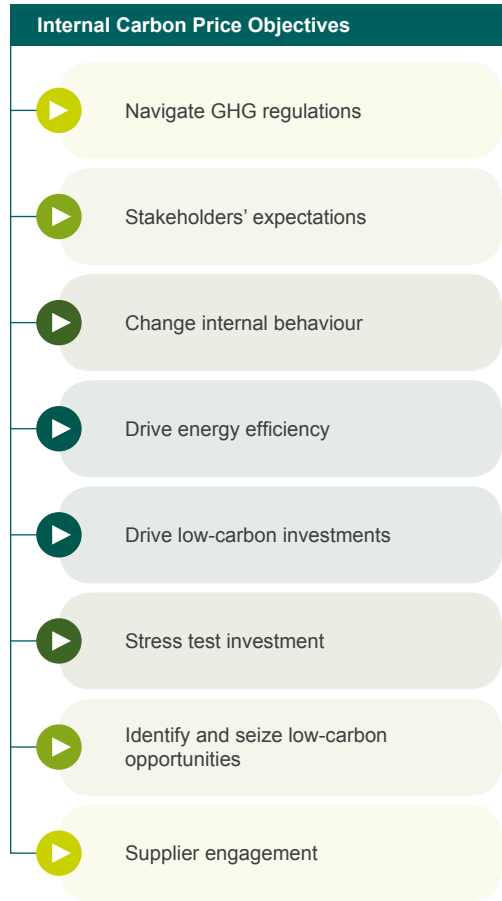 Internal Carbon Price Objectives
Navigate GHG regulations
Stakeholders’ expectations
Change internal behaviour
Drive energy efficiency
Drive low-carbon investments
Stress test investment
Identify and seize low-carbon
opportunities
Supplier engagement